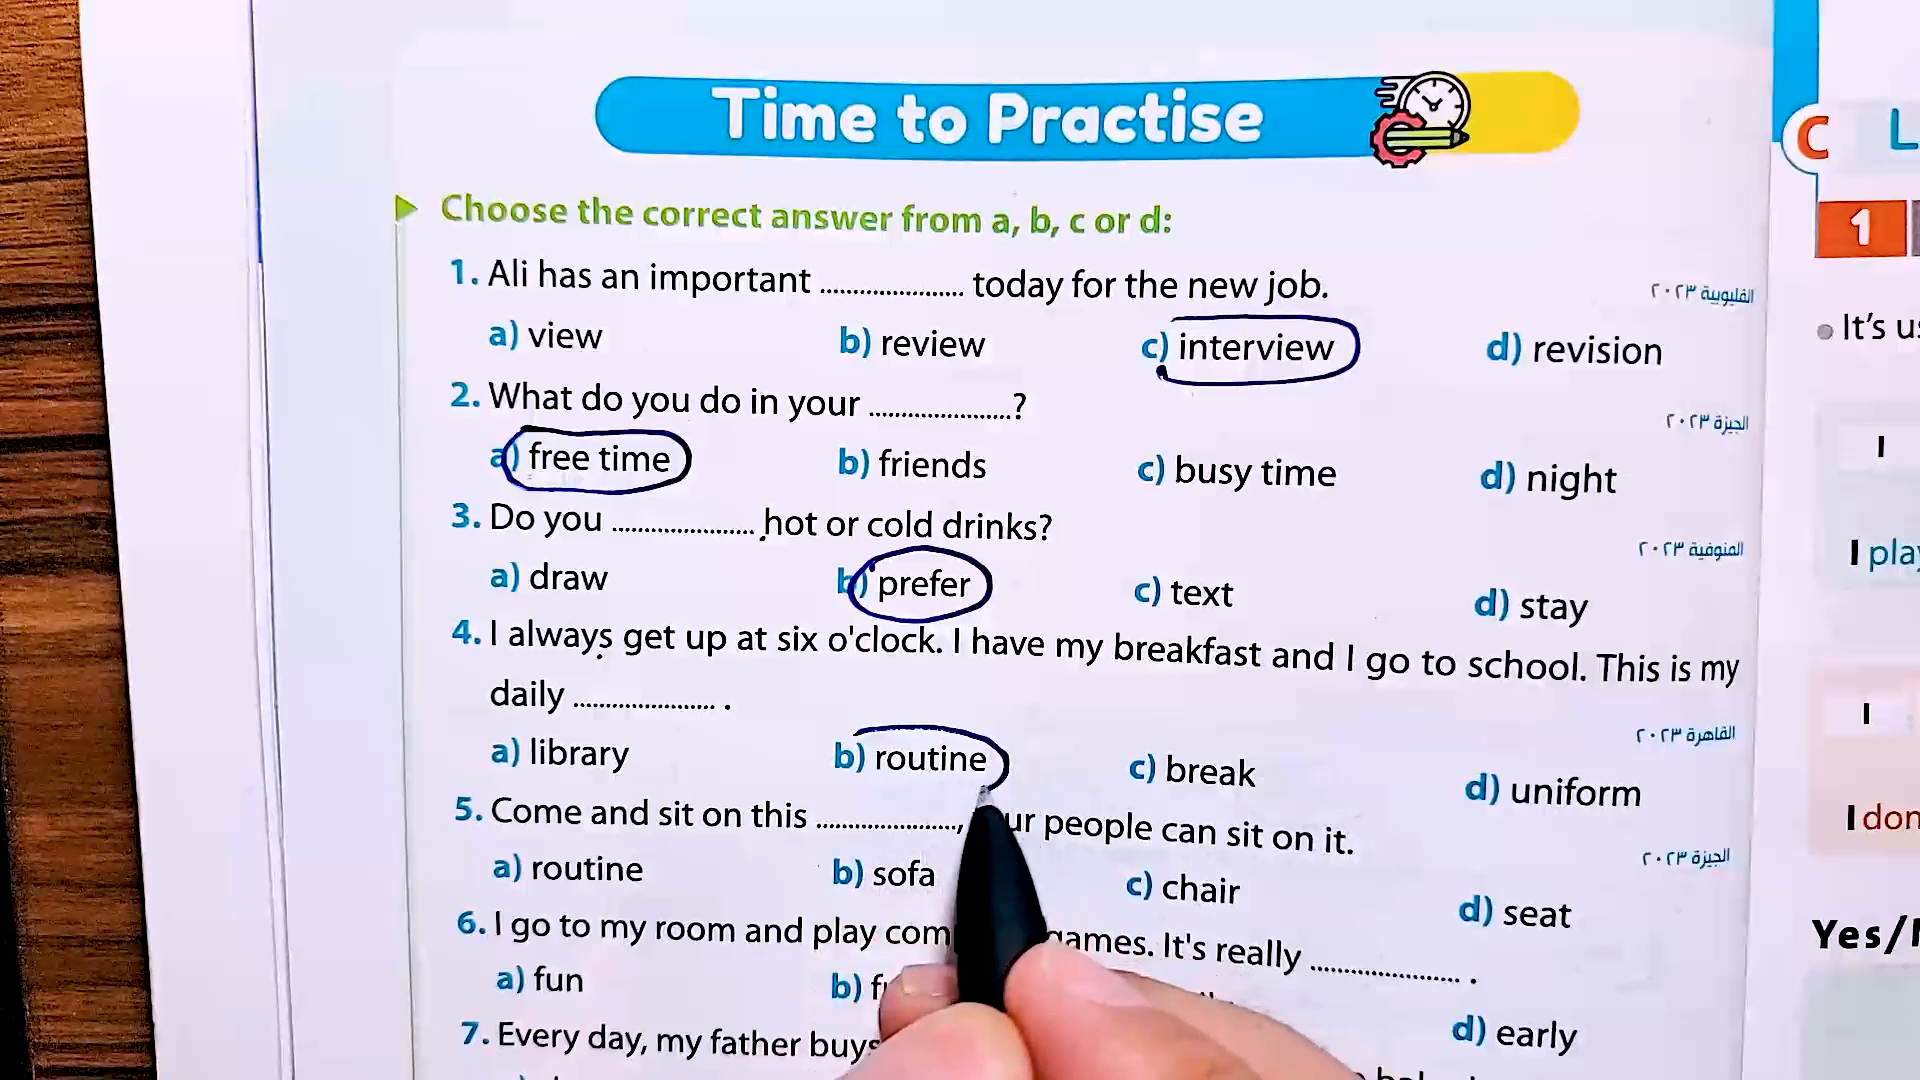 Time to Practise
Choose the correct answer from a, b, c or d:
1. Ali has an important ...................... today for the new job.
القليوبية ٢٠٢٣
a) view b) review c) interview d) revision
2. What do you do in your ......................?
الجيزة ٢٠٢٣
a) free time b) friends c) busy time d) night
3. Do you ...................... hot or cold drinks?
المنوفية ٢٠٢٣
a) draw b) prefer c) text d) stay
4. I always get up at six o'clock. I have my breakfast and I go to school. This is my
daily ...................... .
القاهرة ٢٠٢٣
a) library b) routine c) break d) uniform
5. Come and sit on this ......................, ur people can sit on it.
الجيزة ٢٠٢٣
a) routine b) sofa c) chair d) seat
6. I go to my room and play com games. It's really ...................... .
a) fun b) d) early
7. Every day, my father buys
C L
1
It's
I
I play
I
I don
Yes/